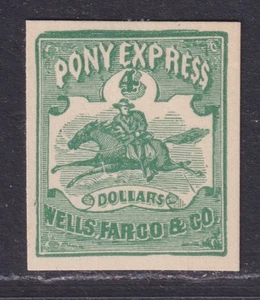 PONY EXPRESS
4
DOLLARS
WELLS, FARGO & CO.